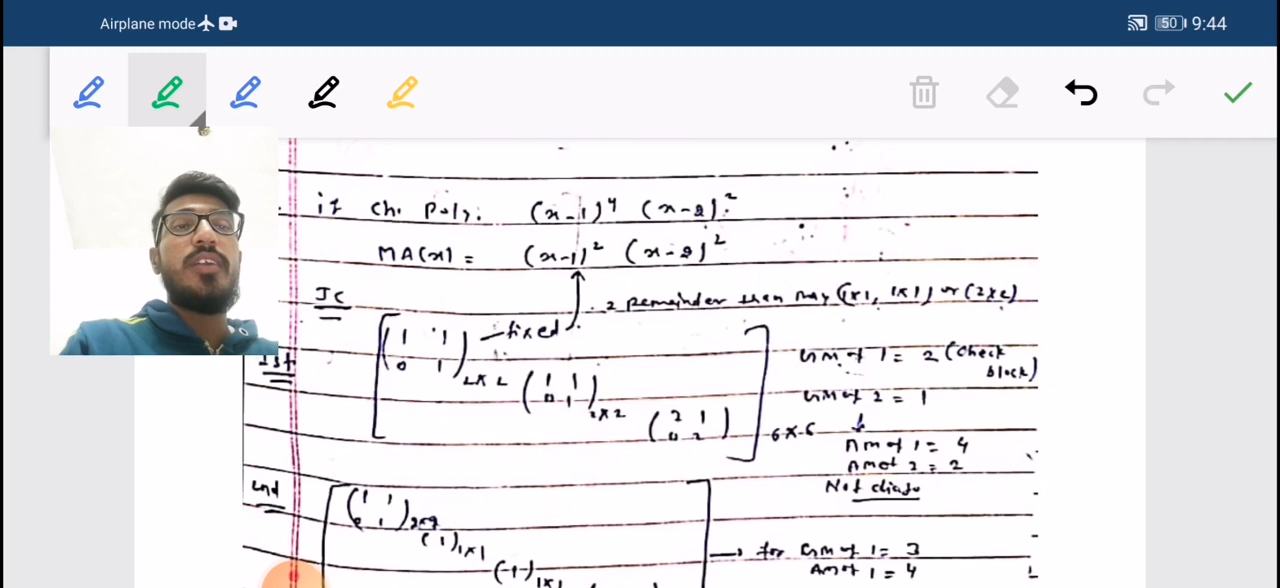 Airplane mode
50 9:44
if Ch. Poly: (x-1)⁴ (x-2)²
MA(x) = (x-1)² (x-2)²
JC
2 remainder then may (1x1, 1x1) or (2x2)
1 1 - fixed
0 1 2x2
1 1
0 1 2x2
2 1
0 2
6x6
Ist
GM of 1 = 2 (check
block)
GM of 2 = 1
Am of 1 = 4
Am of 2 = 2
Not diago
IInd
1 1
0 1 2x2
(1) 1x1
(1) 1x1
→ for GM of 1 = 3
AM of 1 = 4